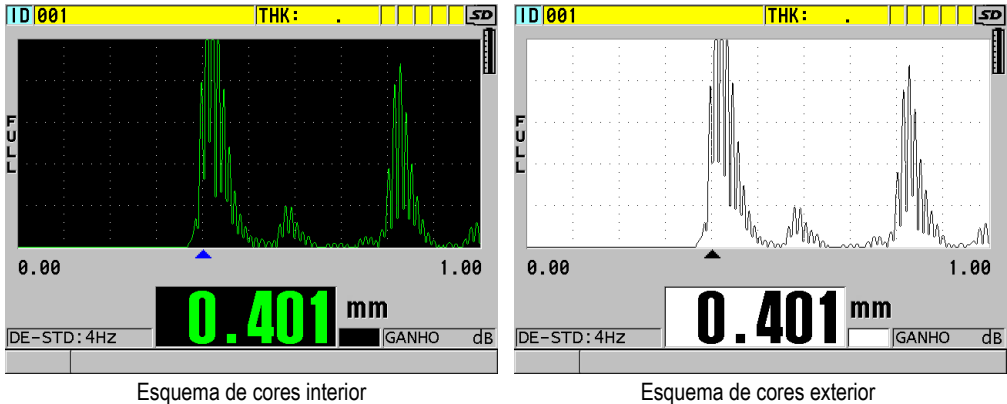 ID 001 THK: . SD
FULL
0.00 1.00
0.401 mm
DE-STD:4Hz GANHO dB
Esquema de cores interior
ID 001 THK: . SD
FULL
0.00 1.00
0.401 mm
DE-STD:4Hz GANHO dB
Esquema de cores exterior